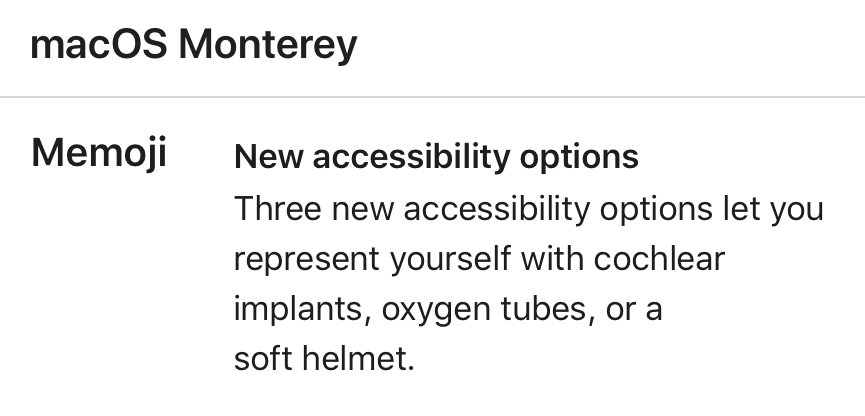 macOS Monterey
Memoji
New accessibility options
Three new accessibility options let you
represent yourself with cochlear
implants, oxygen tubes, or a
soft helmet.